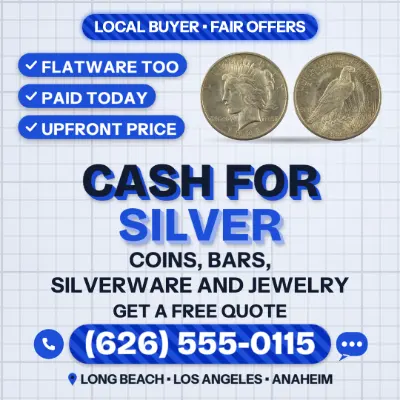 LOCAL BUYER • FAIR OFFERS
FLATWARE TOO
PAID TODAY
UPFRONT PRICE
CASH FOR
SILVER
COINS, BARS,
SILVERWARE AND JEWELRY
GET A FREE QUOTE
(626) 555-0115
LONG BEACH • LOS ANGELES • ANAHEIM